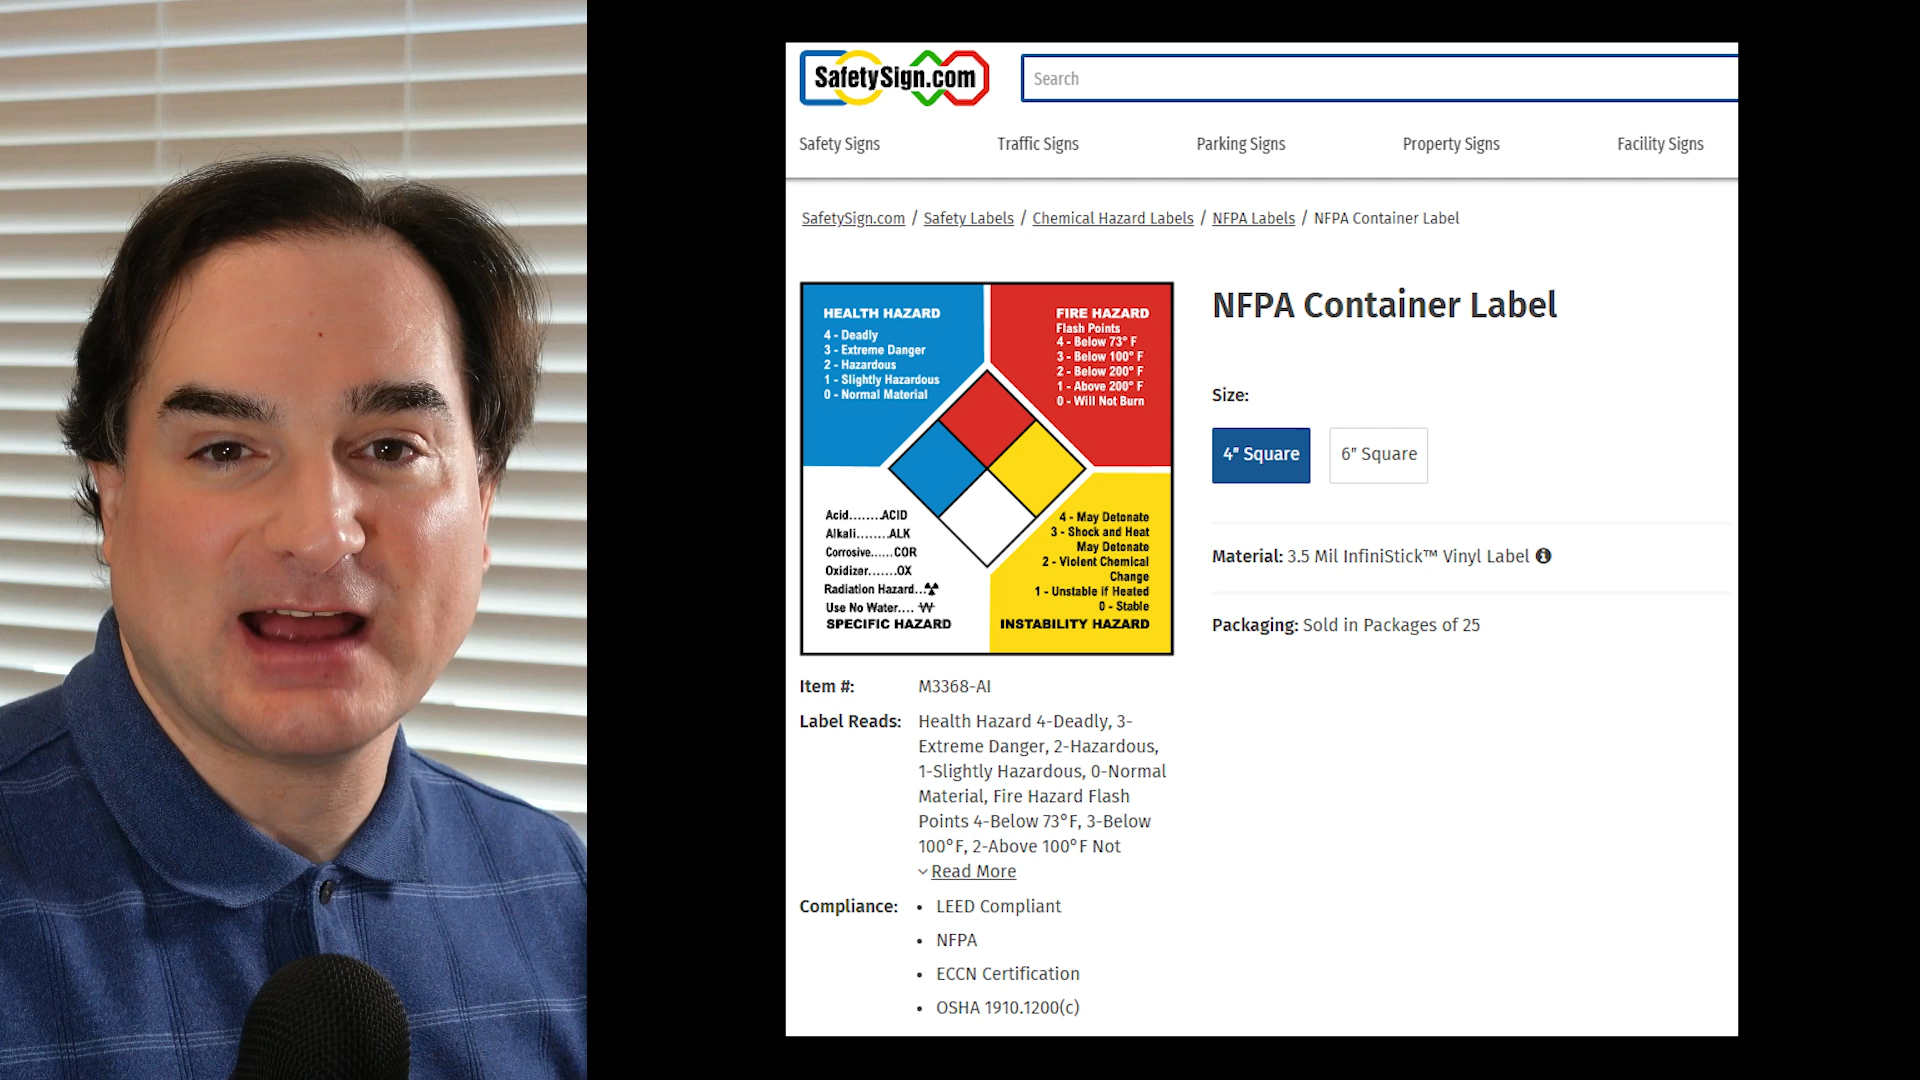 SafetySign.com
Search
Safety Signs
Traffic Signs
Parking Signs
Property Signs
Facility Signs
SafetySign.com / Safety Labels / Chemical Hazard Labels / NFPA Labels / NFPA Container Label
HEALTH HAZARD
4 - Deadly
3 - Extreme Danger
2 - Hazardous
1 - Slightly Hazardous
0 - Normal Material
FIRE HAZARD
Flash Points
4 - Below 73° F
3 - Below 100° F
2 - Below 200° F
1 - Above 200° F
0 - Will Not Burn
Acid........ACID
Alkali........ALK
Corrosive......COR
Oxidizer.......OX
Radiation Hazard...
Use No Water.... W
SPECIFIC HAZARD
4 - May Detonate
3 - Shock and Heat
May Detonate
2 - Violent Chemical
Change
1 - Unstable if Heated
0 - Stable
INSTABILITY HAZARD
NFPA Container Label
Size:
4" Square
6" Square
Material: 3.5 Mil InfiniStick™ Vinyl Label
Packaging: Sold in Packages of 25
Item #: M3368-AI
Label Reads: Health Hazard 4-Deadly, 3-
Extreme Danger, 2-Hazardous,
1-Slightly Hazardous, 0-Normal
Material, Fire Hazard Flash
Points 4-Below 73°F, 3-Below
100°F, 2-Above 100°F Not
Read More
Compliance: • LEED Compliant
• NFPA
• ECCN Certification
• OSHA 1910.1200(c)